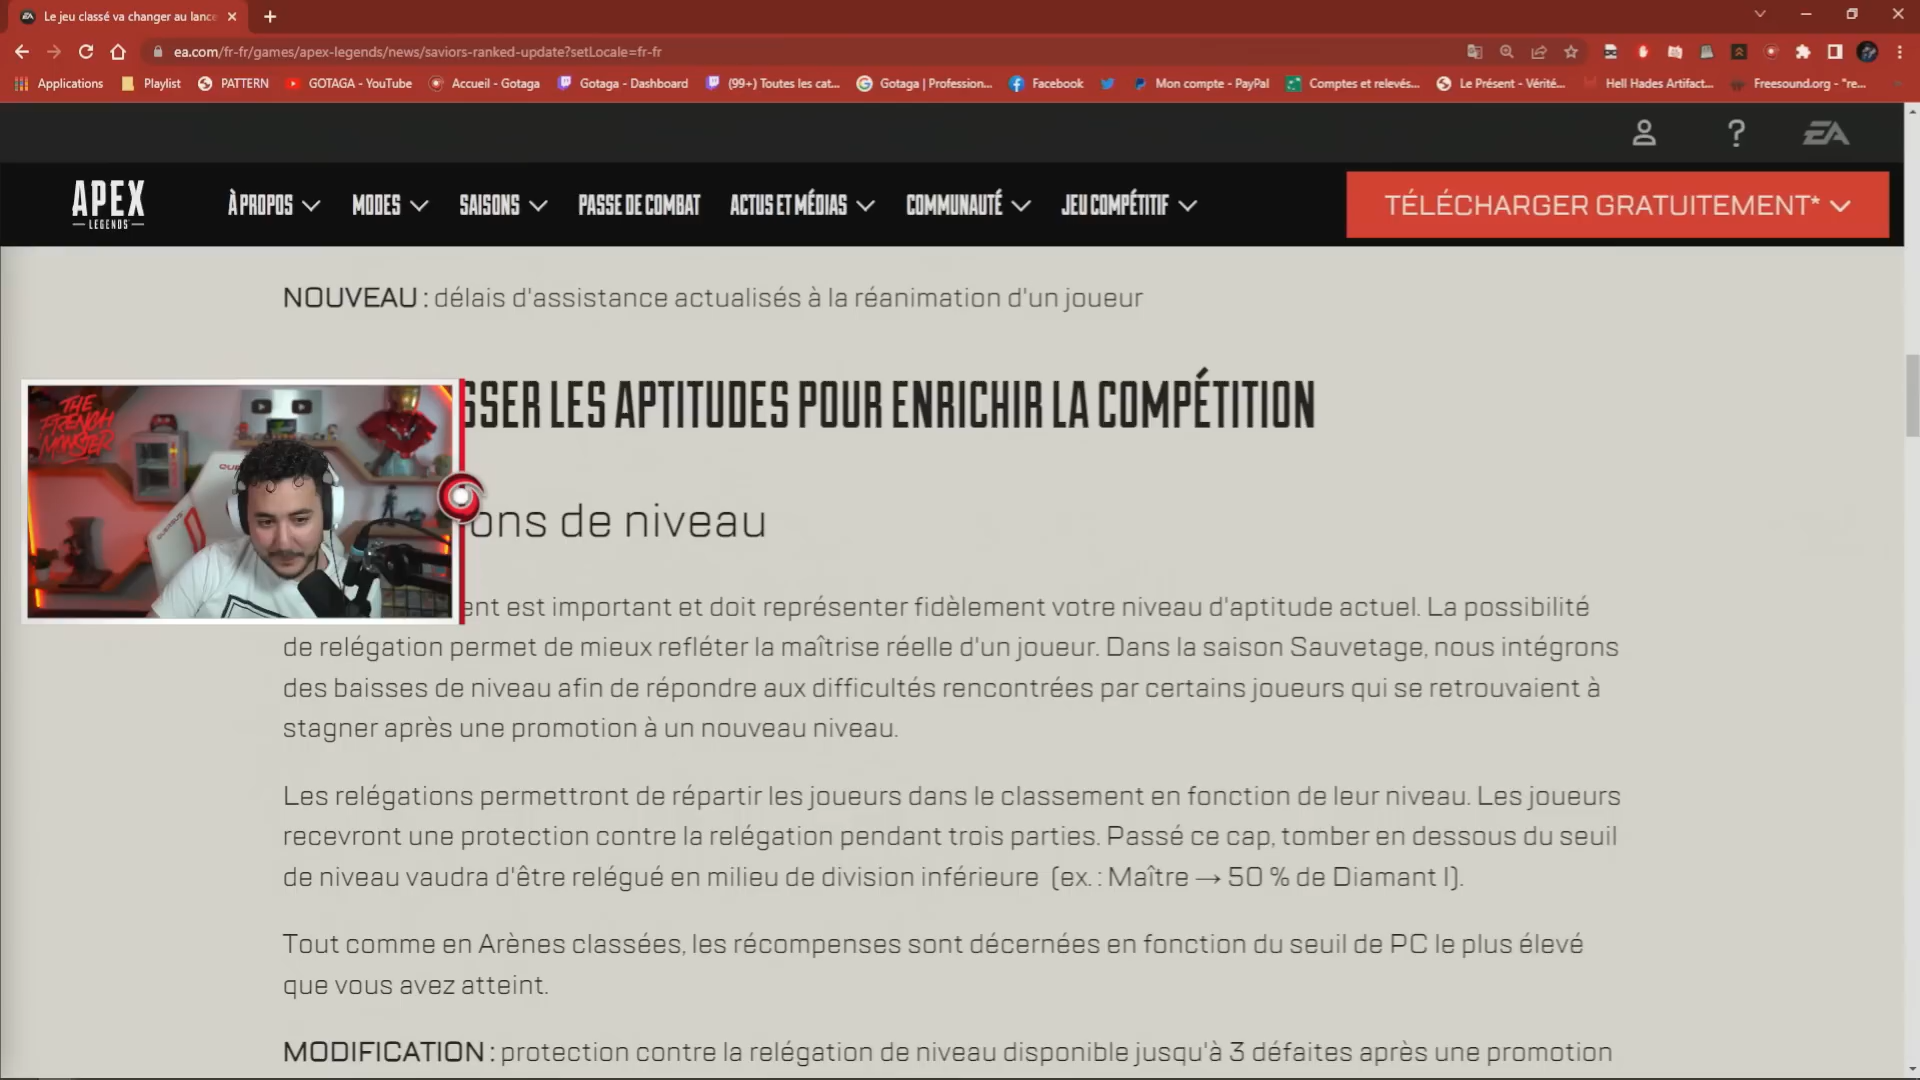 Le jeu classé va changer au lance
ea.com/fr-fr/games/apex-legends/news/saviors-ranked-update?setLocale=fr-fr
Applications Playlist PATTERN GOTAGA - YouTube Accueil - Gotaga Gotaga - Dashboard (99+) Toutes les cat... Gotaga | Profession... Facebook Mon compte - PayPal Comptes et relevés... Le Présent - Vérité... Hell Hades Artifact... Freesound.org - "re...
EA
APEX
LEGENDS
À PROPOS MODES SAISONS PASSE DE COMBAT ACTUS ET MÉDIAS COMMUNAUTÉ JEU COMPÉTITIF TÉLÉCHARGER GRATUITEMENT*
NOUVEAU : délais d'assistance actualisés à la réanimation d'un joueur
SSER LES APTITUDES POUR ENRICHIR LA COMPÉTITION
THE
FRENCH
MONSTER
ons de niveau
ent est important et doit représenter fidèlement votre niveau d'aptitude actuel. La possibilité
de relégation permet de mieux refléter la maîtrise réelle d'un joueur. Dans la saison Sauvetage, nous intégrons
des baisses de niveau afin de répondre aux difficultés rencontrées par certains joueurs qui se retrouvaient à
stagner après une promotion à un nouveau niveau.
Les relégations permettront de répartir les joueurs dans le classement en fonction de leur niveau. Les joueurs
recevront une protection contre la relégation pendant trois parties. Passé ce cap, tomber en dessous du seuil
de niveau vaudra d'être relégué en milieu de division inférieure (ex. : Maître → 50 % de Diamant I).
Tout comme en Arènes classées, les récompenses sont décernées en fonction du seuil de PC le plus élevé
que vous avez atteint.
MODIFICATION : protection contre la relégation de niveau disponible jusqu'à 3 défaites après une promotion